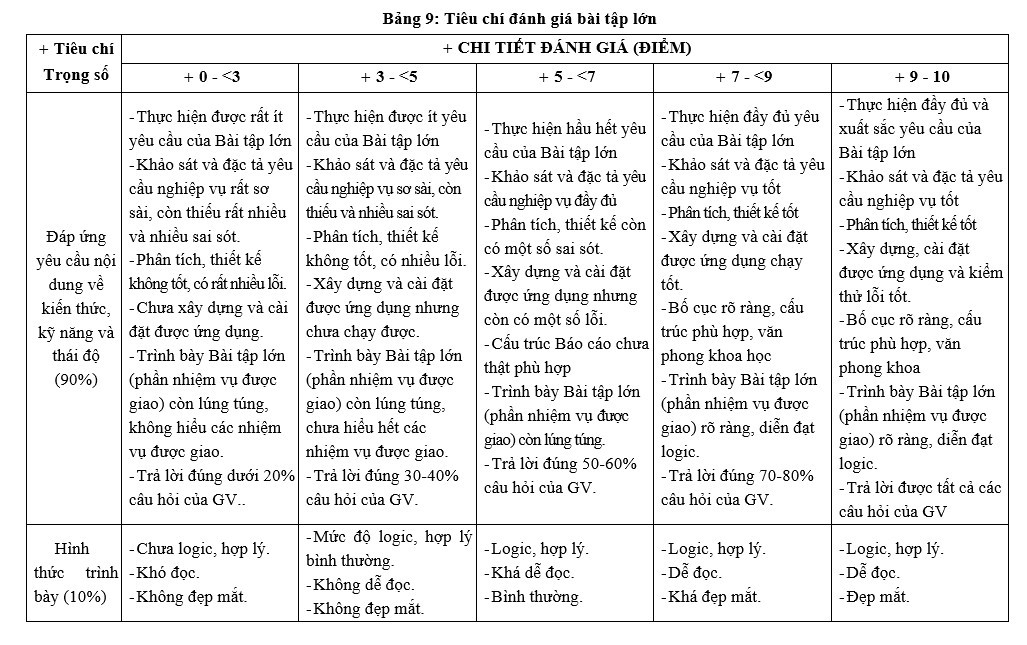 Bảng 9: Tiêu chí đánh giá bài tập lớn
+ Tiêu chí
Trọng số
+ CHI TIẾT ĐÁNH GIÁ (ĐIỂM)
+ 0 - <3
+ 3 - <5
+ 5 - <7
+ 7 - <9
+ 9 - 10
Đáp ứng
yêu cầu nội
dung về
kiến thức,
kỹ năng và
thái độ
(90%)
- Thực hiện được rất ít
yêu cầu của Bài tập lớn
- Khảo sát và đặc tả yêu
cầu nghiệp vụ rất sơ
sài, còn thiếu rất nhiều
và nhiều sai sót.
- Phân tích, thiết kế
không tốt, có rất nhiều lỗi.
- Chưa xây dựng và cài
đặt được ứng dụng.
- Trình bày Bài tập lớn
(phần nhiệm vụ được
giao) còn lúng túng,
không hiểu các nhiệm
vụ được giao.
- Trả lời đúng dưới 20%
câu hỏi của GV..
- Thực hiện được ít yêu
cầu của Bài tập lớn
- Khảo sát và đặc tả yêu
cầu nghiệp vụ sơ sài, còn
thiếu và nhiều sai sót.
- Phân tích, thiết kế
không tốt, có nhiều lỗi.
- Xây dựng và cài đặt
được ứng dụng nhưng
chưa chạy được.
- Trình bày Bài tập lớn
(phần nhiệm vụ được
giao) còn lúng túng,
chưa hiểu hết các
nhiệm vụ được giao.
- Trả lời đúng 30-40%
câu hỏi của GV.
- Thực hiện hầu hết yêu
cầu của Bài tập lớn
- Khảo sát và đặc tả yêu
cầu nghiệp vụ đầy đủ
- Phân tích, thiết kế còn
có một số sai sót.
- Xây dựng và cài đặt
được ứng dụng nhưng
còn có một số lỗi.
- Cấu trúc Báo cáo chưa
thật phù hợp
- Trình bày Bài tập lớn
(phần nhiệm vụ được
giao) còn lúng túng.
- Trả lời đúng 50-60%
câu hỏi của GV.
- Thực hiện đầy đủ yêu
cầu của Bài tập lớn
- Khảo sát và đặc tả yêu
cầu nghiệp vụ tốt
- Phân tích, thiết kế tốt
- Xây dựng và cài đặt
được ứng dụng chạy
tốt.
- Bố cục rõ ràng, cấu
trúc phù hợp, văn
phong khoa học
- Trình bày Bài tập lớn
(phần nhiệm vụ được
giao) rõ ràng, diễn đạt
logic.
- Trả lời đúng 70-80%
câu hỏi của GV.
- Thực hiện đầy đủ và
xuất sắc yêu cầu của
Bài tập lớn
- Khảo sát và đặc tả yêu
cầu nghiệp vụ tốt
- Phân tích, thiết kế tốt
- Xây dựng, cài đặt
được ứng dụng và kiểm
thử lỗi tốt.
- Bố cục rõ ràng, cấu
trúc phù hợp, văn
phong khoa
- Trình bày Bài tập lớn
(phần nhiệm vụ được
giao) rõ ràng, diễn đạt
logic.
- Trả lời được tất cả các
câu hỏi của GV
Hình
thức trình
bày (10%)
- Chưa logic, hợp lý.
- Khó đọc.
- Không đẹp mắt.
- Mức độ logic, hợp lý
bình thường.
- Không dễ đọc.
- Không đẹp mắt.
- Logic, hợp lý.
- Khá dễ đọc.
- Bình thường.
- Logic, hợp lý.
- Dễ đọc.
- Khá đẹp mắt.
- Logic, hợp lý.
- Dễ đọc.
- Đẹp mắt.